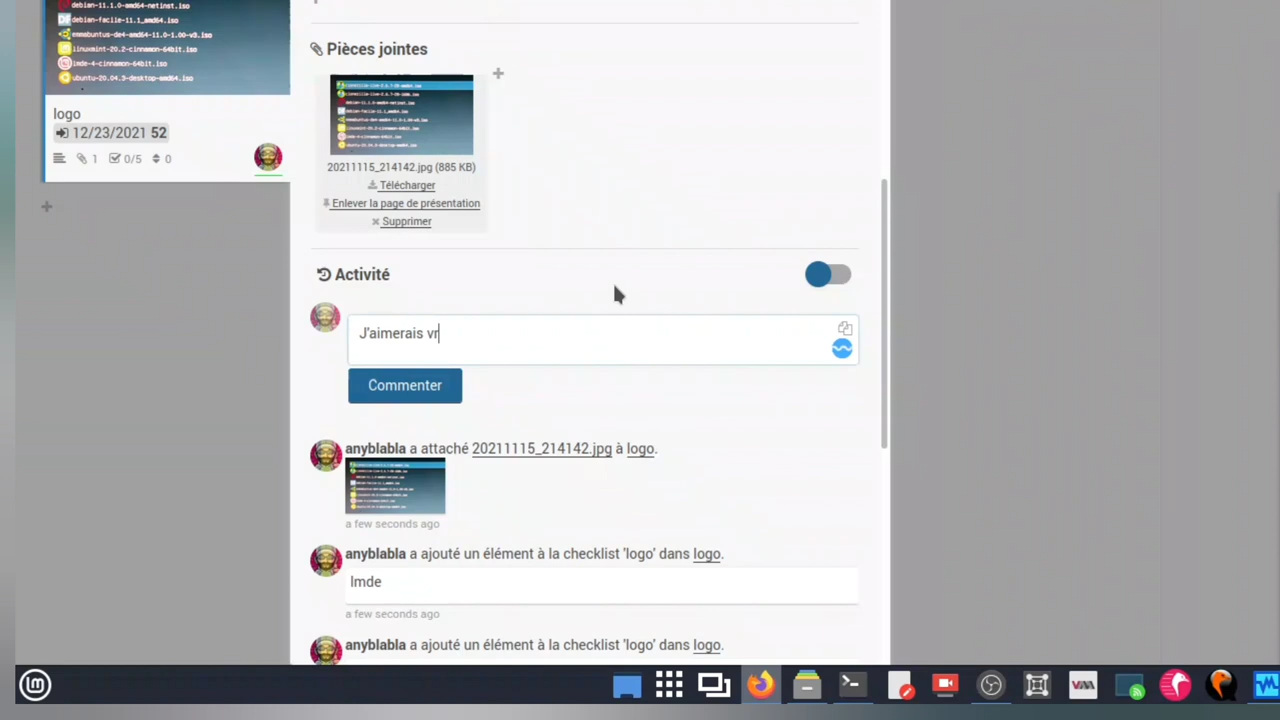 debian-11.1.0-amd64-netinst.iso
debian-facile-11.1_amd64.iso
emmabuntus-de4-amd64-11.0-1.00-v3.iso
linuxmint-20.2-cinnamon-64bit.iso
lmde-4-cinnamon-64bit.iso
ubuntu-20.04.3-desktop-amd64.iso
logo
12/23/2021 52
1 0/5 0
Pièces jointes
20211115_214142.jpg (885 KB)
Télécharger
Enlever la page de présentation
Supprimer
Activité
J'aimerais vr
Commenter
anyblabla a attaché 20211115_214142.jpg à logo.
a few seconds ago
anyblabla a ajouté un élément à la checklist 'logo' dans logo.
lmde
a few seconds ago
anyblabla a ajouté un élément à la checklist 'logo' dans logo.